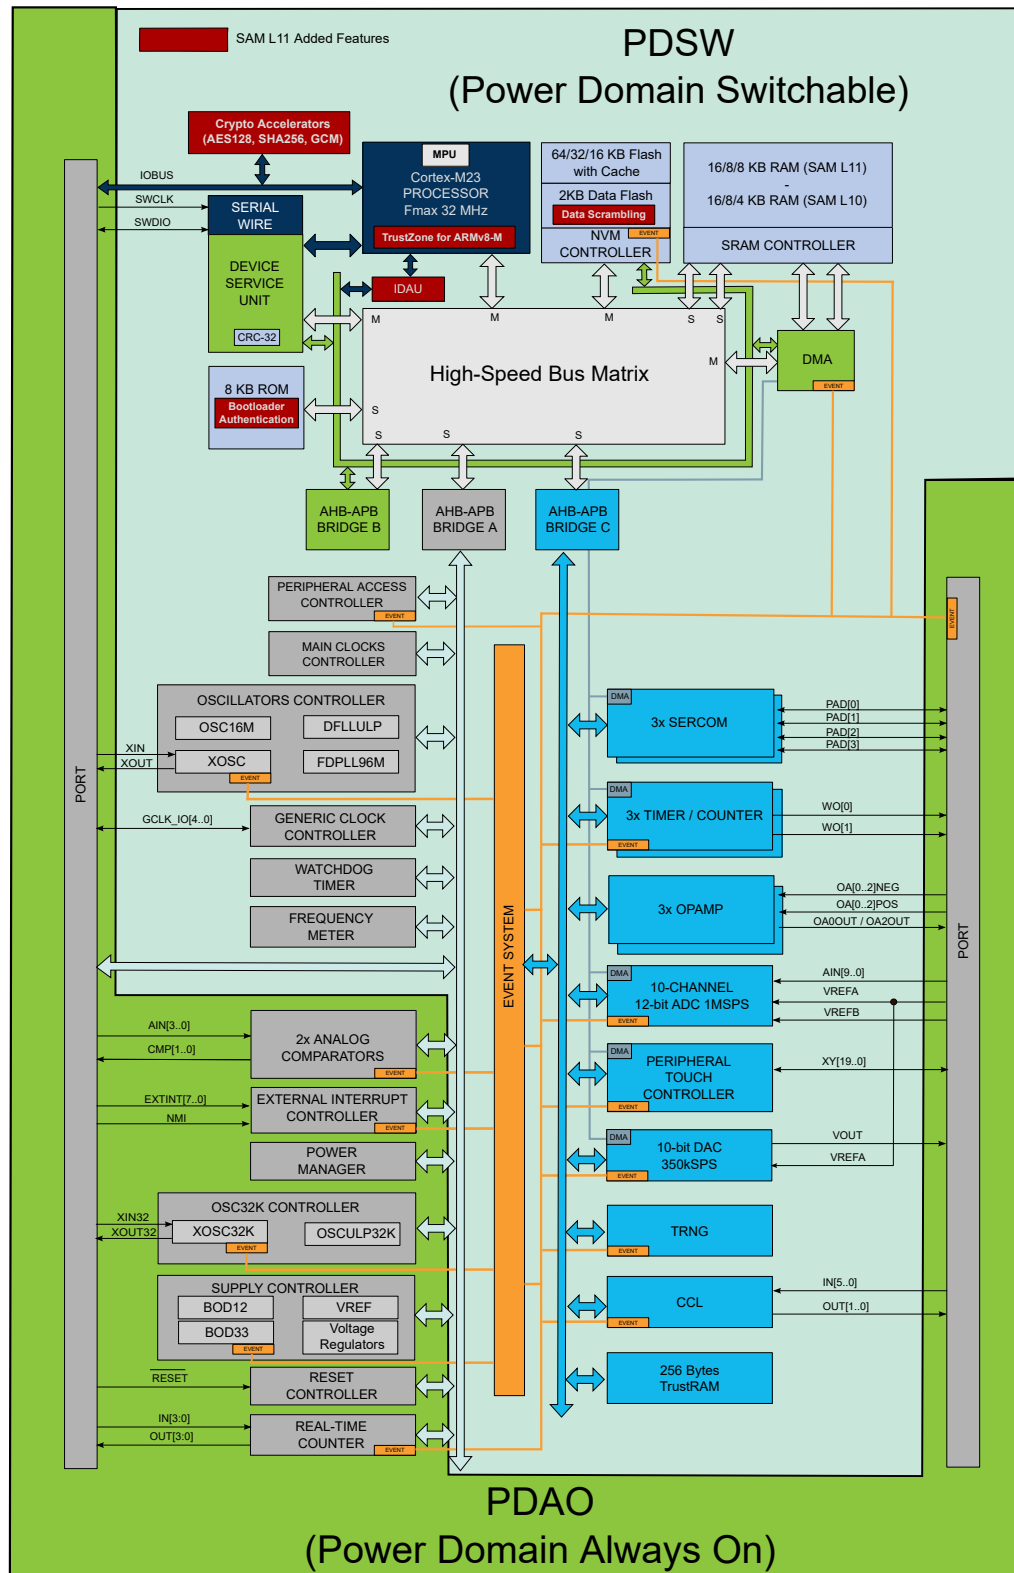 SAM L11 Added Features
PDSW
(Power Domain Switchable)
Crypto Accelerators
(AES128, SHA256, GCM)
MPU
Cortex-M23
PROCESSOR
Fmax 32 MHz
TrustZone for ARMv8-M
64/32/16 KB Flash
with Cache
2KB Data Flash
Data Scrambling
EVENT
NVM
CONTROLLER
16/8/8 KB RAM (SAM L11)
-
16/8/4 KB RAM (SAM L10)
SRAM CONTROLLER
IOBUS
SWCLK
SWDIO
SERIAL
WIRE
DEVICE
SERVICE
UNIT
CRC-32
IDAU
M
M
M
S
S
M
S
S
S
S
High-Speed Bus Matrix
DMA
EVENT
8 KB ROM
Bootloader
Authentication
AHB-APB
BRIDGE B
AHB-APB
BRIDGE A
AHB-APB
BRIDGE C
PERIPHERAL ACCESS
CONTROLLER
EVENT
MAIN CLOCKS
CONTROLLER
OSCILLATORS CONTROLLER
OSC16M
DFLLULP
XOSC
FDPLL96M
EVENT
XIN
XOUT
PORT
GCLK_IO[4..0]
GENERIC CLOCK
CONTROLLER
WATCHDOG
TIMER
FREQUENCY
METER
EVENT SYSTEM
AIN[3..0]
CMP[1..0]
2x ANALOG
COMPARATORS
EVENT
EXTINT[7..0]
NMI
EXTERNAL INTERRUPT
CONTROLLER
EVENT
POWER
MANAGER
OSC32K CONTROLLER
XIN32
XOUT32
XOSC32K
OSCULP32K
EVENT
SUPPLY CONTROLLER
BOD12
VREF
BOD33
Voltage
Regulators
EVENT
RESET
RESET
CONTROLLER
IN[3:0]
OUT[3:0]
REAL-TIME
COUNTER
EVENT
EVENT
PORT
DMA
3x SERCOM
PAD[0]
PAD[1]
PAD[2]
PAD[3]
DMA
3x TIMER / COUNTER
EVENT
WO[0]
WO[1]
3x OPAMP
OA[0..2]NEG
OA[0..2]POS
OA0OUT / OA2OUT
DMA
10-CHANNEL
12-bit ADC 1MSPS
EVENT
AIN[9..0]
VREFA
VREFB
DMA
PERIPHERAL
TOUCH
CONTROLLER
EVENT
XY[19..0]
DMA
10-bit DAC
350kSPS
EVENT
VOUT
VREFA
TRNG
EVENT
CCL
EVENT
IN[5..0]
OUT[1..0]
256 Bytes
TrustRAM
PDAO
(Power Domain Always On)